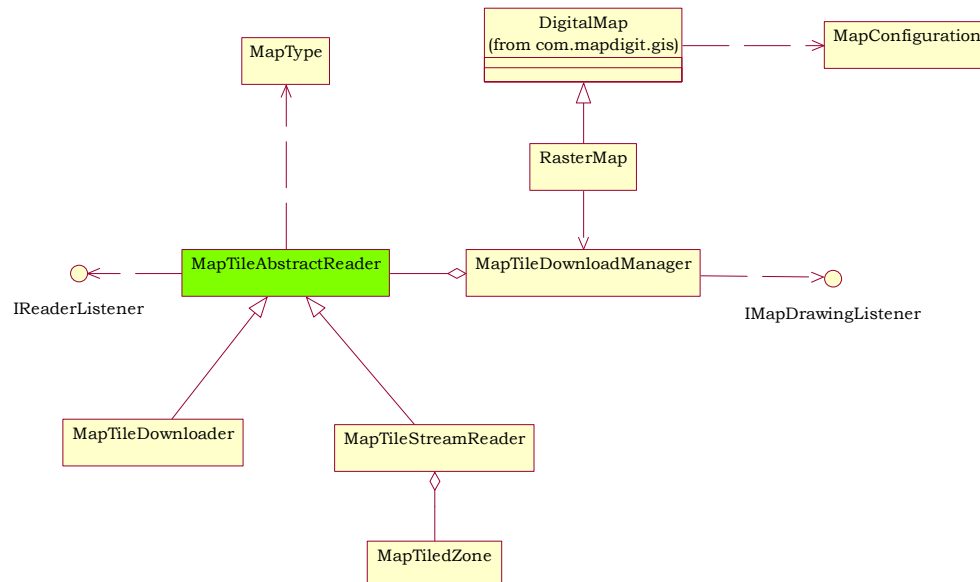 DigitalMap
(from com.mapdigit.gis)
MapConfiguration
MapType
RasterMap
MapTileAbstractReader
MapTileDownloadManager
IReaderListener
IMapDrawingListener
MapTileDownloader
MapTileStreamReader
MapTiledZone